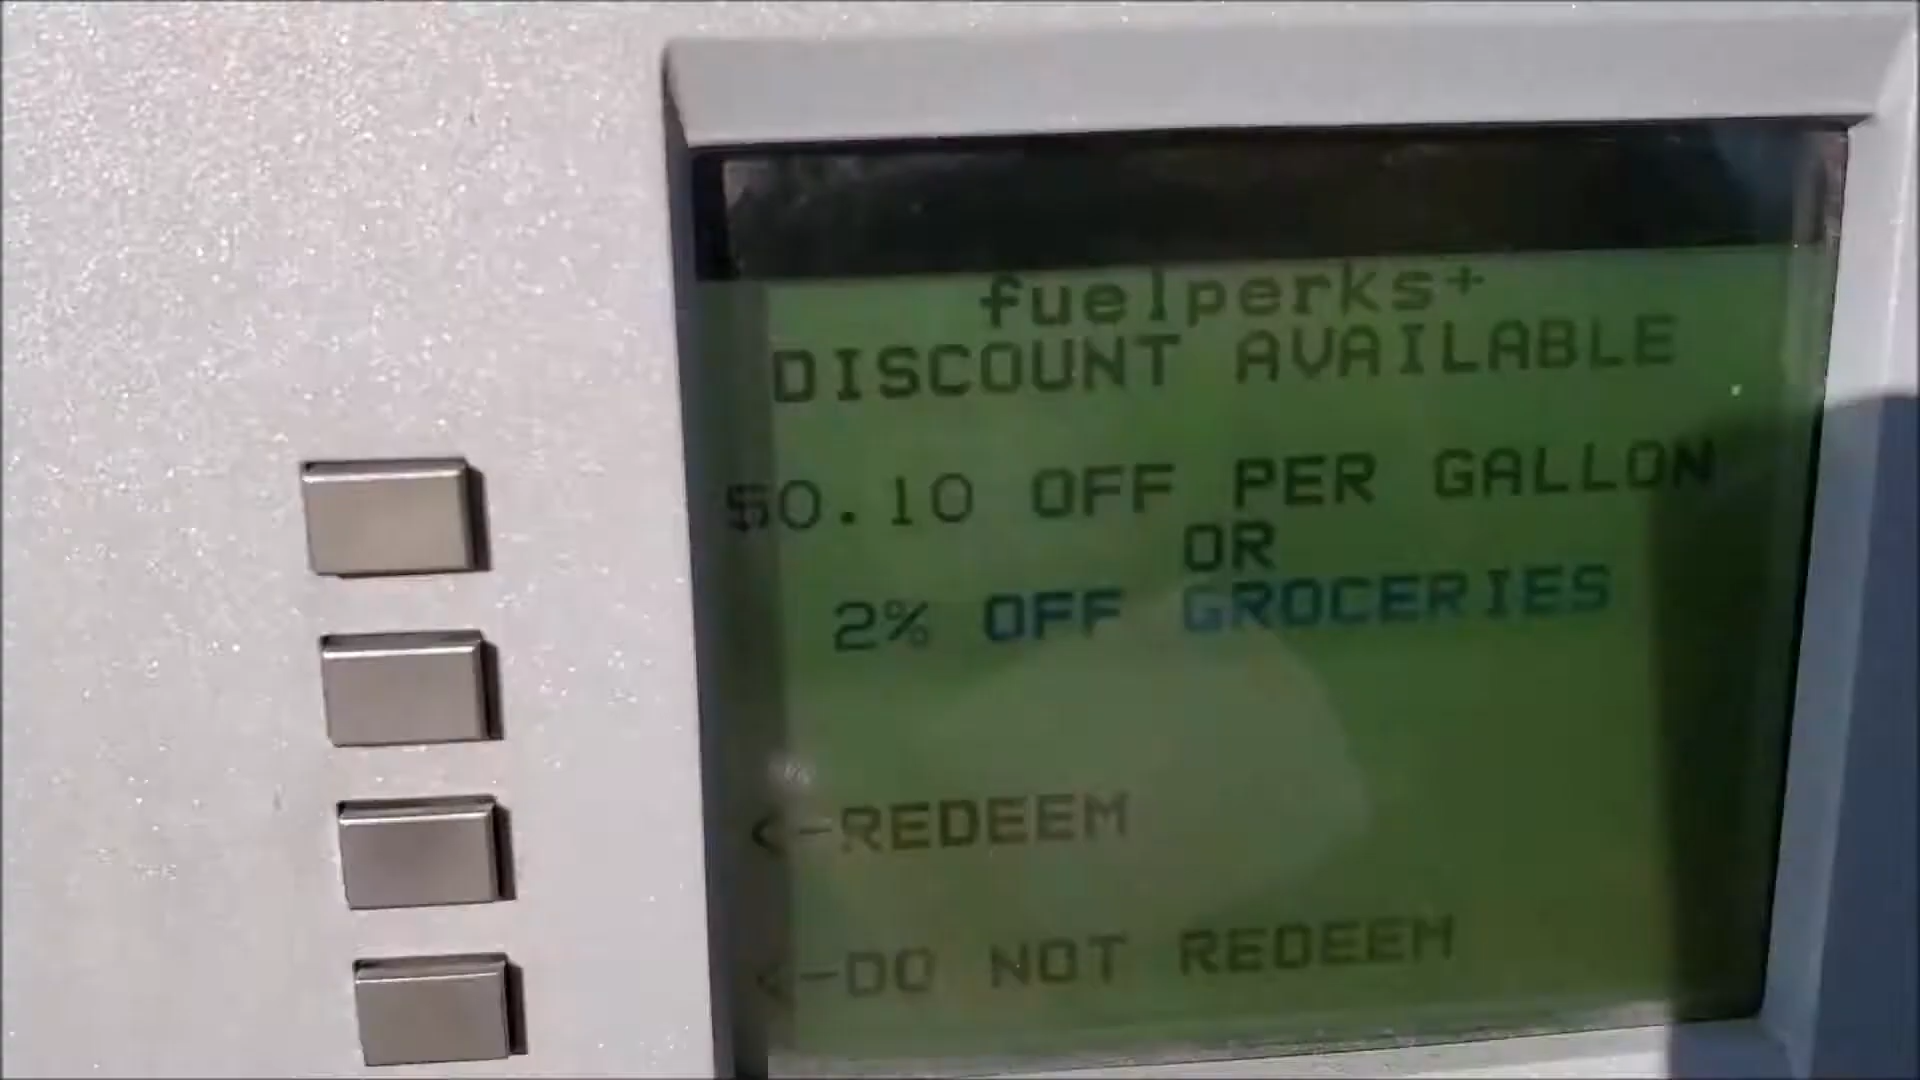 fuelperks+
DISCOUNT AVAILABLE
$0.10 OFF PER GALLON
OR
2% OFF GROCERIES
<-REDEEM
<-DO NOT REDEEM